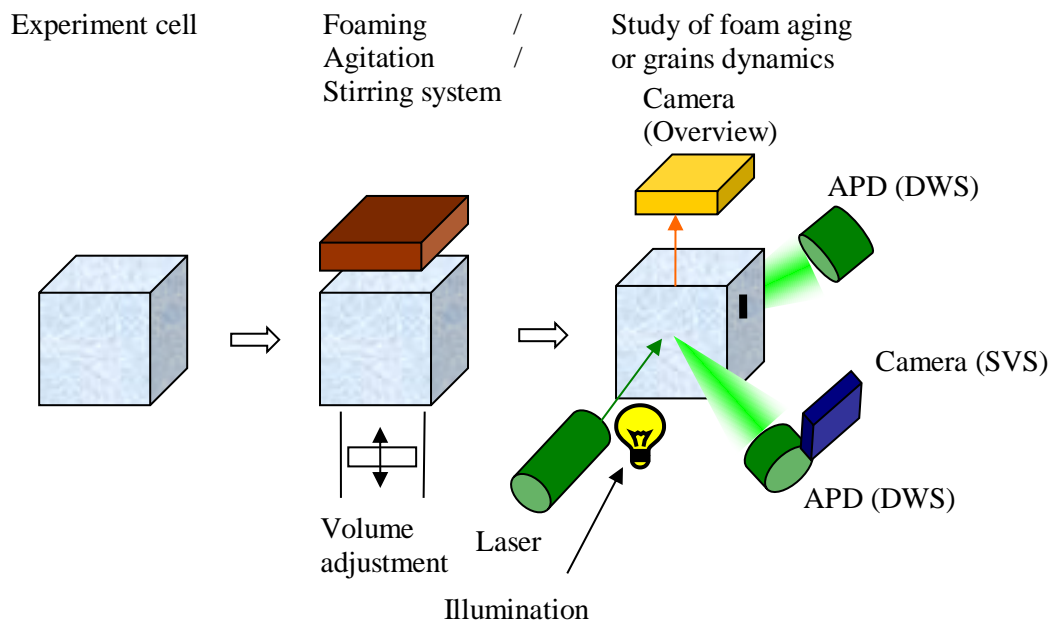 Experiment cell
Foaming /
Agitation /
Stirring system
Study of foam aging
or grains dynamics
Camera
(Overview)
APD (DWS)
Camera (SVS)
APD (DWS)
Laser
Volume
adjustment
Illumination